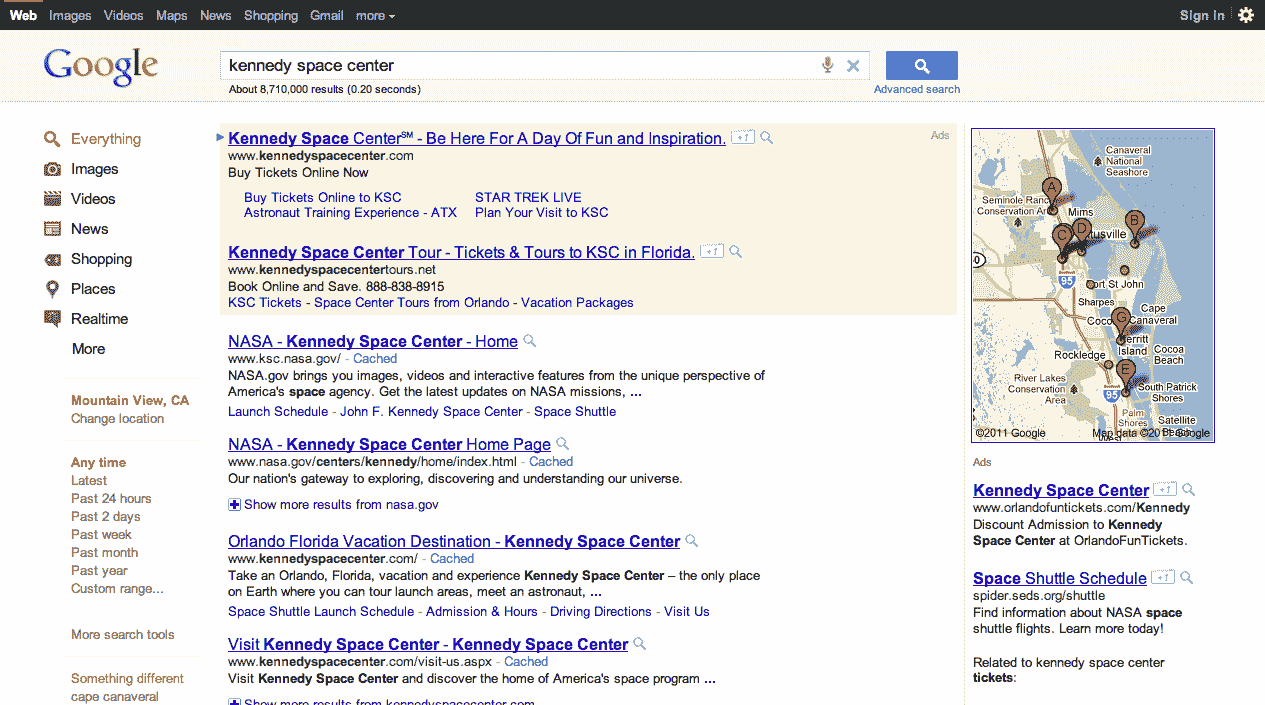 Web Images Videos Maps News Shopping Gmail more
Sign in
Google
kennedy space center
About 8,710,000 results (0.20 seconds)
Advanced search
Everything
Images
Videos
News
Shopping
Places
Realtime
More
Mountain View, CA
Change location
Any time
Latest
Past 24 hours
Past 2 days
Past week
Past month
Past year
Custom range...
More search tools
Something different
cape canaveral
Ads
Kennedy Space Center℠ - Be Here For A Day Of Fun and Inspiration. +1
www.kennedyspacecenter.com
Buy Tickets Online Now
Buy Tickets Online to KSC STAR TREK LIVE
Astronaut Training Experience - ATX Plan Your Visit to KSC
Kennedy Space Center Tour - Tickets & Tours to KSC in Florida. +1
www.kennedyspacecentertours.net
Book Online and Save. 888-838-8915
KSC Tickets - Space Center Tours from Orlando - Vacation Packages
NASA - Kennedy Space Center - Home
www.ksc.nasa.gov/ - Cached
NASA.gov brings you images, videos and interactive features from the unique perspective of
America's space agency. Get the latest updates on NASA missions, ...
Launch Schedule - John F. Kennedy Space Center - Space Shuttle
NASA - Kennedy Space Center Home Page
www.nasa.gov/centers/kennedy/home/index.html - Cached
Our nation's gateway to exploring, discovering and understanding our universe.
Show more results from nasa.gov
Orlando Florida Vacation Destination - Kennedy Space Center
www.kennedyspacecenter.com/ - Cached
Take an Orlando, Florida, vacation and experience Kennedy Space Center – the only place
on Earth where you can tour launch areas, meet an astronaut, ...
Space Shuttle Launch Schedule - Admission & Hours - Driving Directions - Visit Us
Visit Kennedy Space Center - Kennedy Space Center
www.kennedyspacecenter.com/visit-us.aspx - Cached
Visit Kennedy Space Center and discover the home of America's space program ...
Show more results from kennedyspacecenter.com
Canaveral
National
Seashore
A
Seminole Ranc
Conservation Ar
Mims
B
C
D
tusville
95
ort St John
Sharpes
Cape
Canaveral
Coco
G
erritt
Island
Cocoa
Beach
Rockledge
E
River Lakes
Conservation
Area
95
South Patrick
Shores
Palm
Shores
Satellite
West
©2011 Google
Map data ©2011 Google
Ads
Kennedy Space Center +1
www.orlandofuntickets.com/Kennedy
Discount Admission to Kennedy
Space Center at OrlandoFunTickets.
Space Shuttle Schedule +1
spider.seds.org/shuttle
Find information about NASA space
shuttle flights. Learn more today!
Related to kennedy space center
tickets: